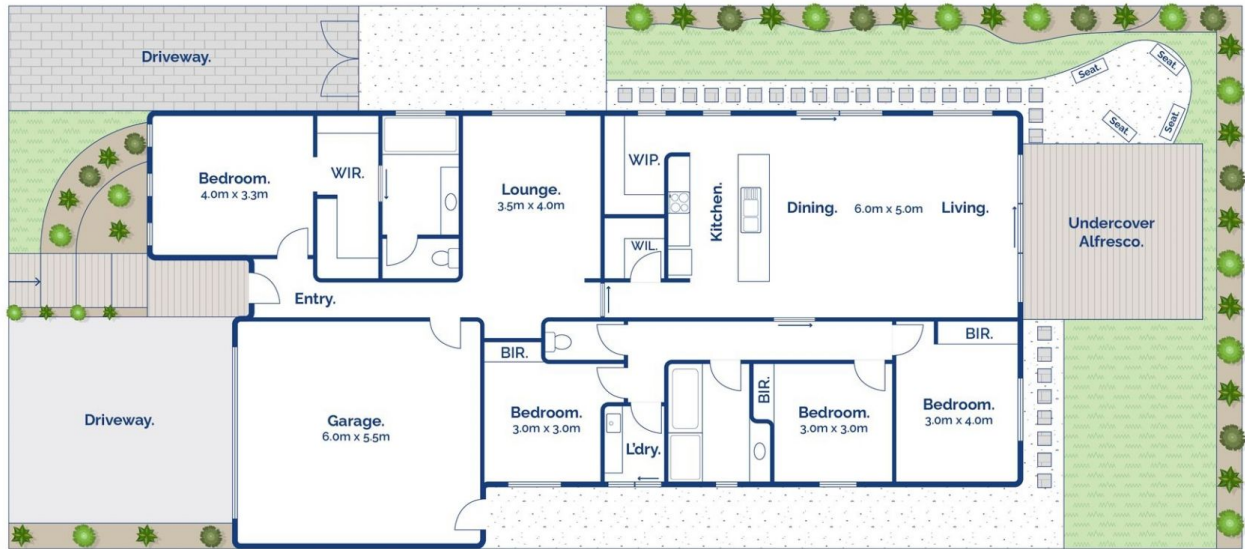 Driveway.
Seat.
Seat.
Seat.
Seat.
Bedroom.
4.0m x 3.3m
WIR.
Lounge.
3.5m x 4.0m
WIP.
Kitchen.
Dining. 6.0m x 5.0m Living.
Undercover
Alfresco.
WIL.
Entry.
BIR.
BIR.
BIR.
Driveway.
Garage.
6.0m x 5.5m
Bedroom.
3.0m x 3.0m
L'dry.
Bedroom.
3.0m x 3.0m
Bedroom.
3.0m x 4.0m